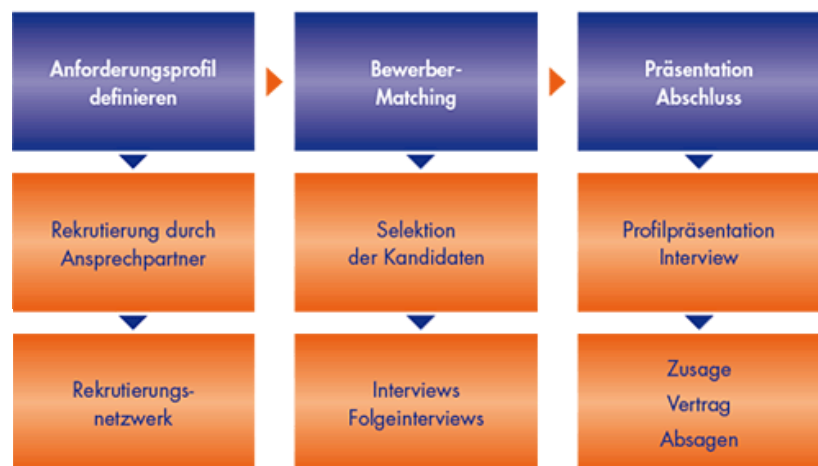 Anforderungsprofil
definieren
Bewerber-
Matching
Präsentation
Abschluss
Rekrutierung durch
Ansprechpartner
Selektion
der Kandidaten
Profilpräsentation
Interview
Rekrutierungs-
netzwerk
Interviews
Folgeinterviews
Zusage
Vertrag
Absagen